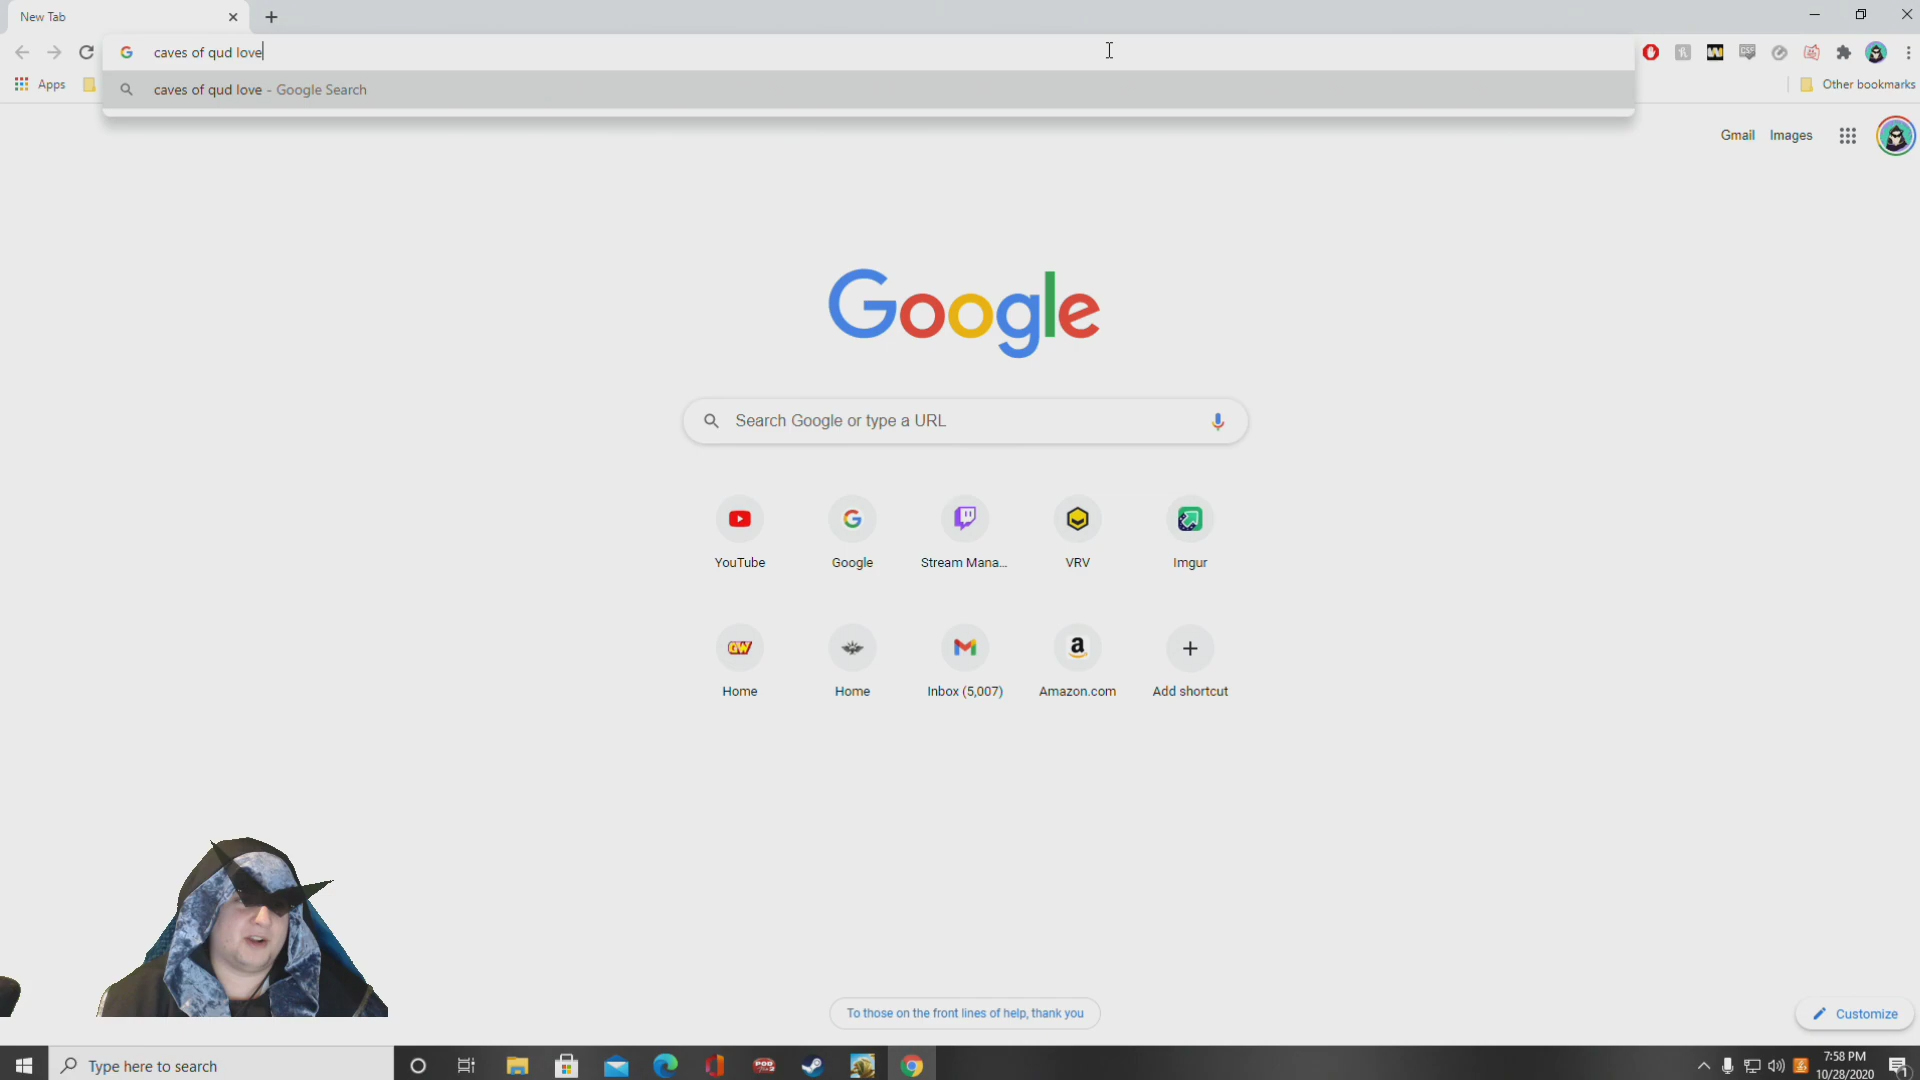 New Tab
caves of qud love
caves of qud love - Google Search
Apps
Other bookmarks
Gmail Images
Google
Search Google or type a URL
YouTube Google Stream Mana... VRV Imgur
GW a
Home Home Inbox (5,007) Amazon.com Add shortcut
To those on the front lines of help, thank you
Customize
Type here to search
7:58 PM
10/28/2020
1